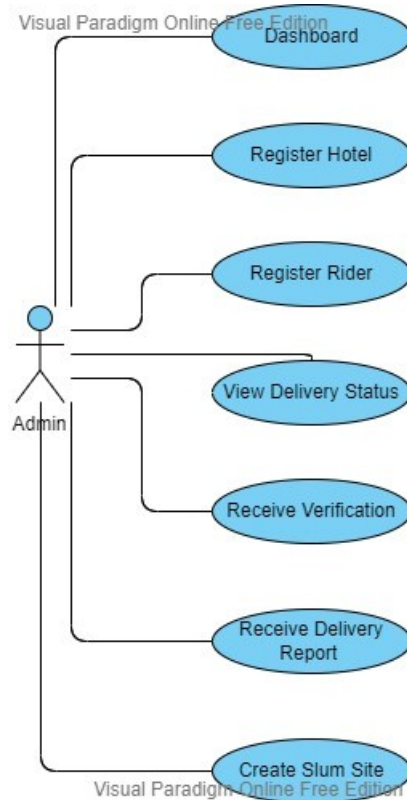 Visual Paradigm Online Free Edition
Dashboard
Register Hotel
Register Rider
View Delivery Status
Admin
Receive Verification
Receive Delivery
Report
Create Slum Site
Visual Paradigm Online Free Edition